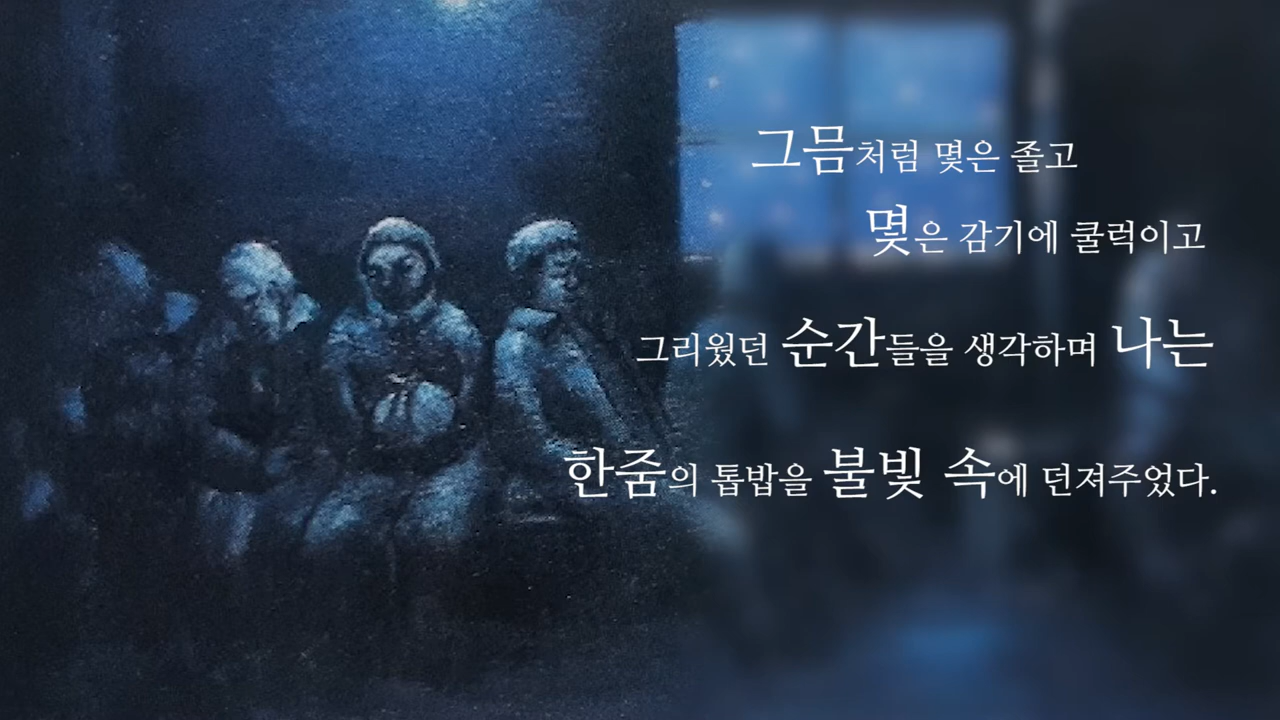 그믐처럼 몇은 졸고
몇은 감기에 쿨럭이고
그리웠던 순간들을 생각하며 나는
한줌의 톱밥을 불빛 속에 던져주었다.